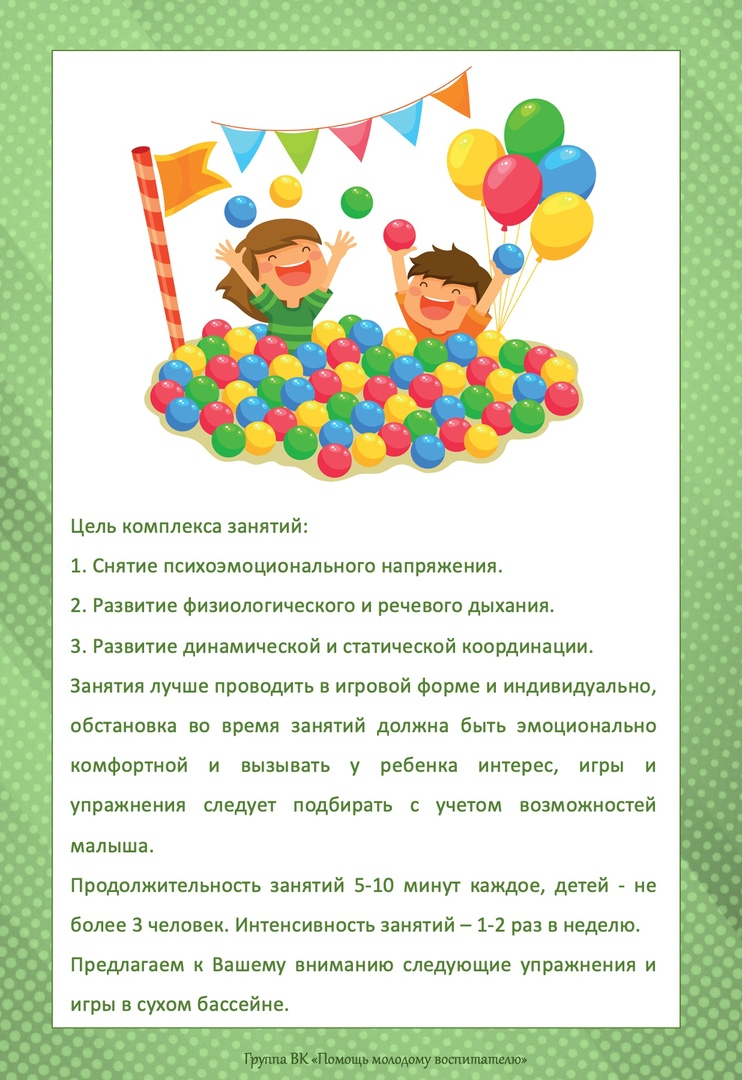 Цель комплекса занятий:
1. Снятие психоэмоционального напряжения.
2. Развитие физиологического и речевого дыхания.
3. Развитие динамической и статической координации.
Занятия лучше проводить в игровой форме и индивидуально,
обстановка во время занятий должна быть эмоционально
комфортной и вызывать у ребенка интерес, игры и
упражнения следует подбирать с учетом возможностей
малыша.
Продолжительность занятий 5-10 минут каждое, детей - не
более 3 человек. Интенсивность занятий – 1-2 раз в неделю.
Предлагаем к Вашему вниманию следующие упражнения и
игры в сухом бассейне.
Группа ВК «Помощь молодому воспитателю»